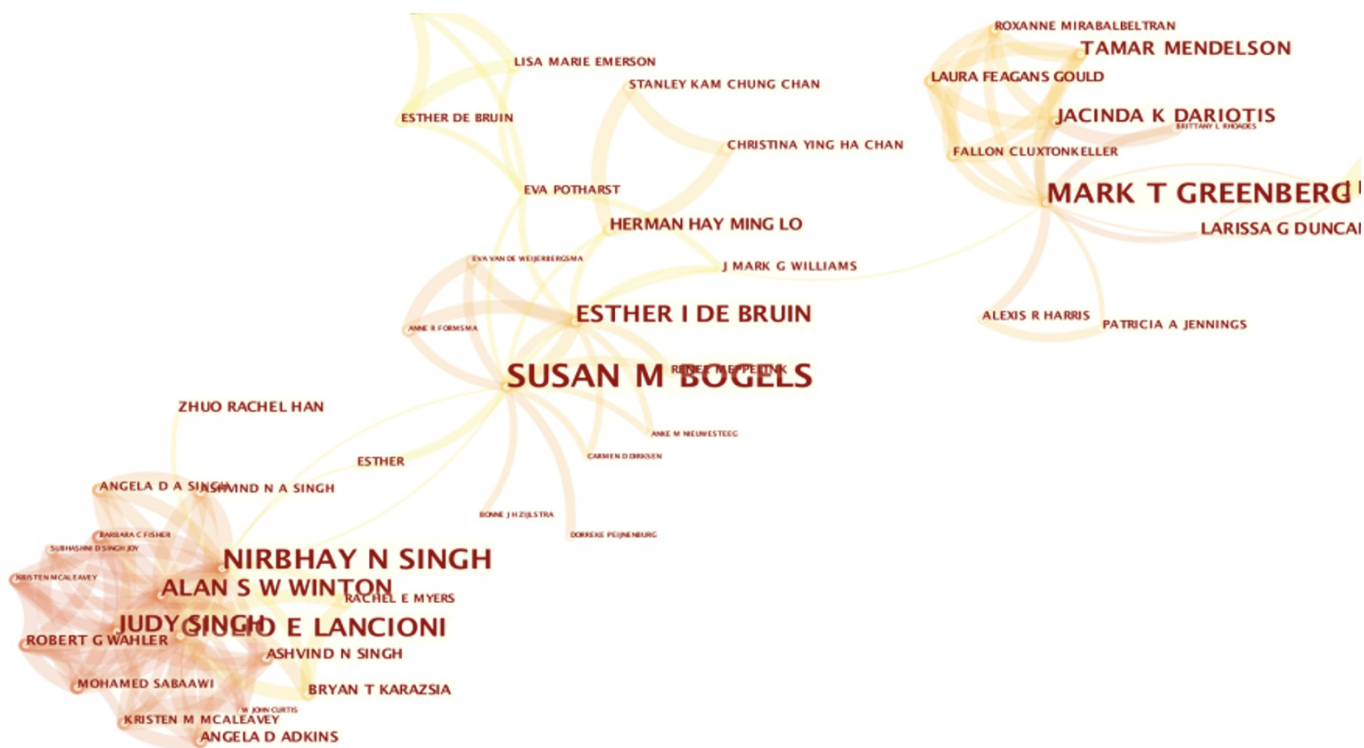 ROXANNE MIRABALBELTRAN
TAMAR MENDELSON
LISA MARIE EMERSON
LAURA FEAGANS GOULD
STANLEY KAM CHUNG CHAN
JACINDA K DARIOTIS
ESTHER DE BRUIN
BRITTANY L RHOADES
CHRISTINA YING HA CHAN
FALLON CLUXTONKELLER
EVA POTHARST
MARK T GREENBERG
HERMAN HAY MING LO
LARISSA G DUNCAN
EVA VAN DE WEIJERBERGSMA
J MARK G WILLIAMS
ESTHER I DE BRUIN
ALEXIS R HARRIS
PATRICIA A JENNINGS
ANNE R FORMSMA
RENEE MEPPELINK
SUSAN M BOGELS
ZHUO RACHEL HAN
ANKE M NIEUWESTEEG
CARMEN D DIRKSEN
ESTHER
ANGELA D A SINGH
ASHVIND N A SINGH
BONNE J H ZIJLSTRA
BARBARA C FISHER
DORREKE PEIJNENBURG
SUBHASHNI D SINGH JOY
NIRBHAY N SINGH
KRISTEN MCALEAVEY
ALAN S W WINTON
RACHEL E MYERS
JUDY SINGH
GIULIO E LANCIONI
ROBERT G WAHLER
ASHVIND N SINGH
MOHAMED SABAAWI
BRYAN T KARAZSIA
W JOHN CURTIS
KRISTEN M MCALEAVEY
ANGELA D ADKINS